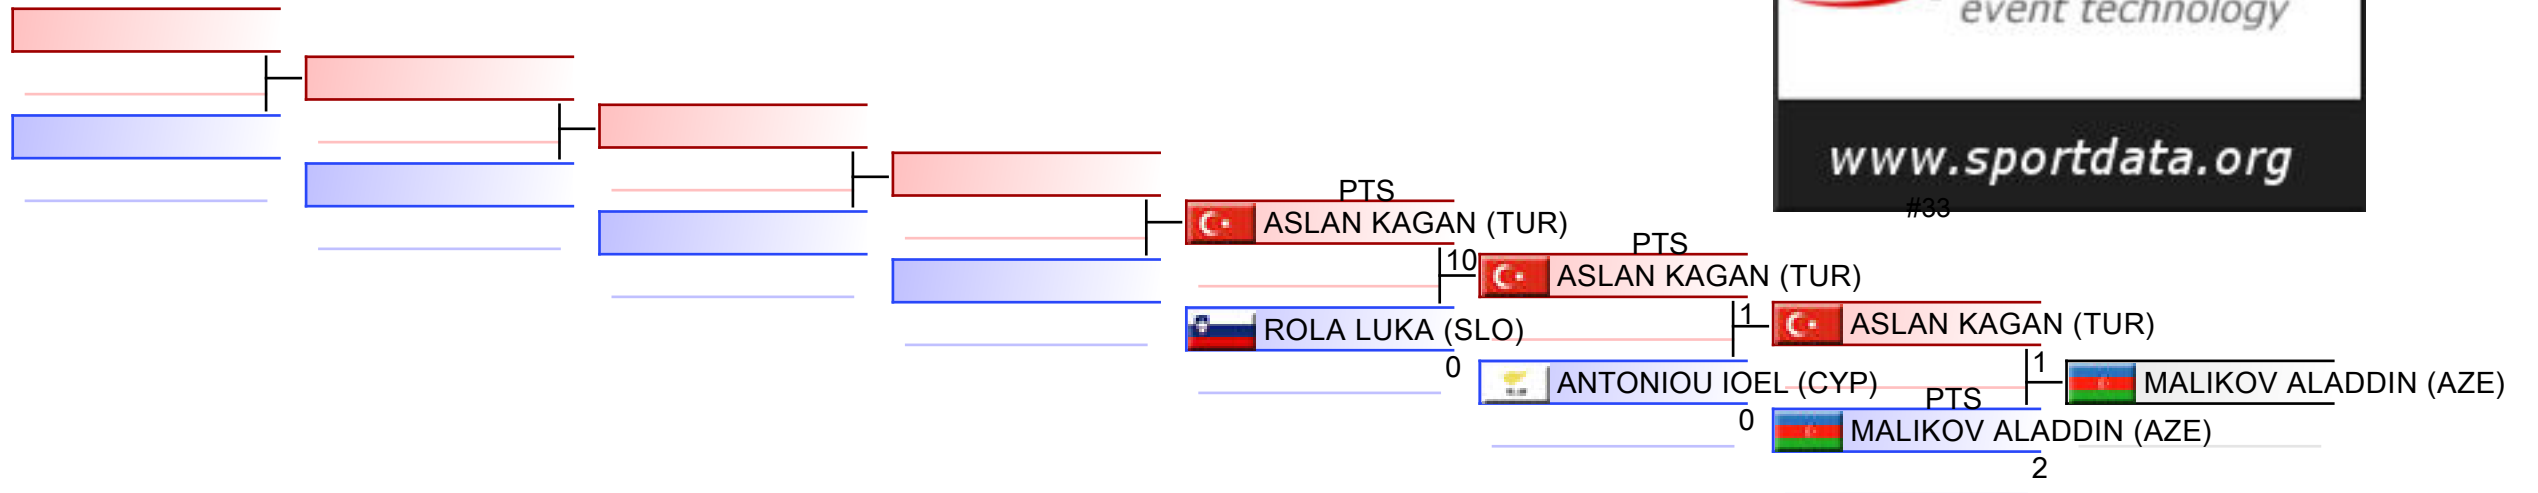 event technology
www.sportdata.org
#33
PTS
ASLAN KAGAN (TUR)
10
ROLA LUKA (SLO)
0
PTS
ASLAN KAGAN (TUR)
1
ANTONIOU IOEL (CYP)
0
ASLAN KAGAN (TUR)
1
PTS
MALIKOV ALADDIN (AZE)
2
MALIKOV ALADDIN (AZE)